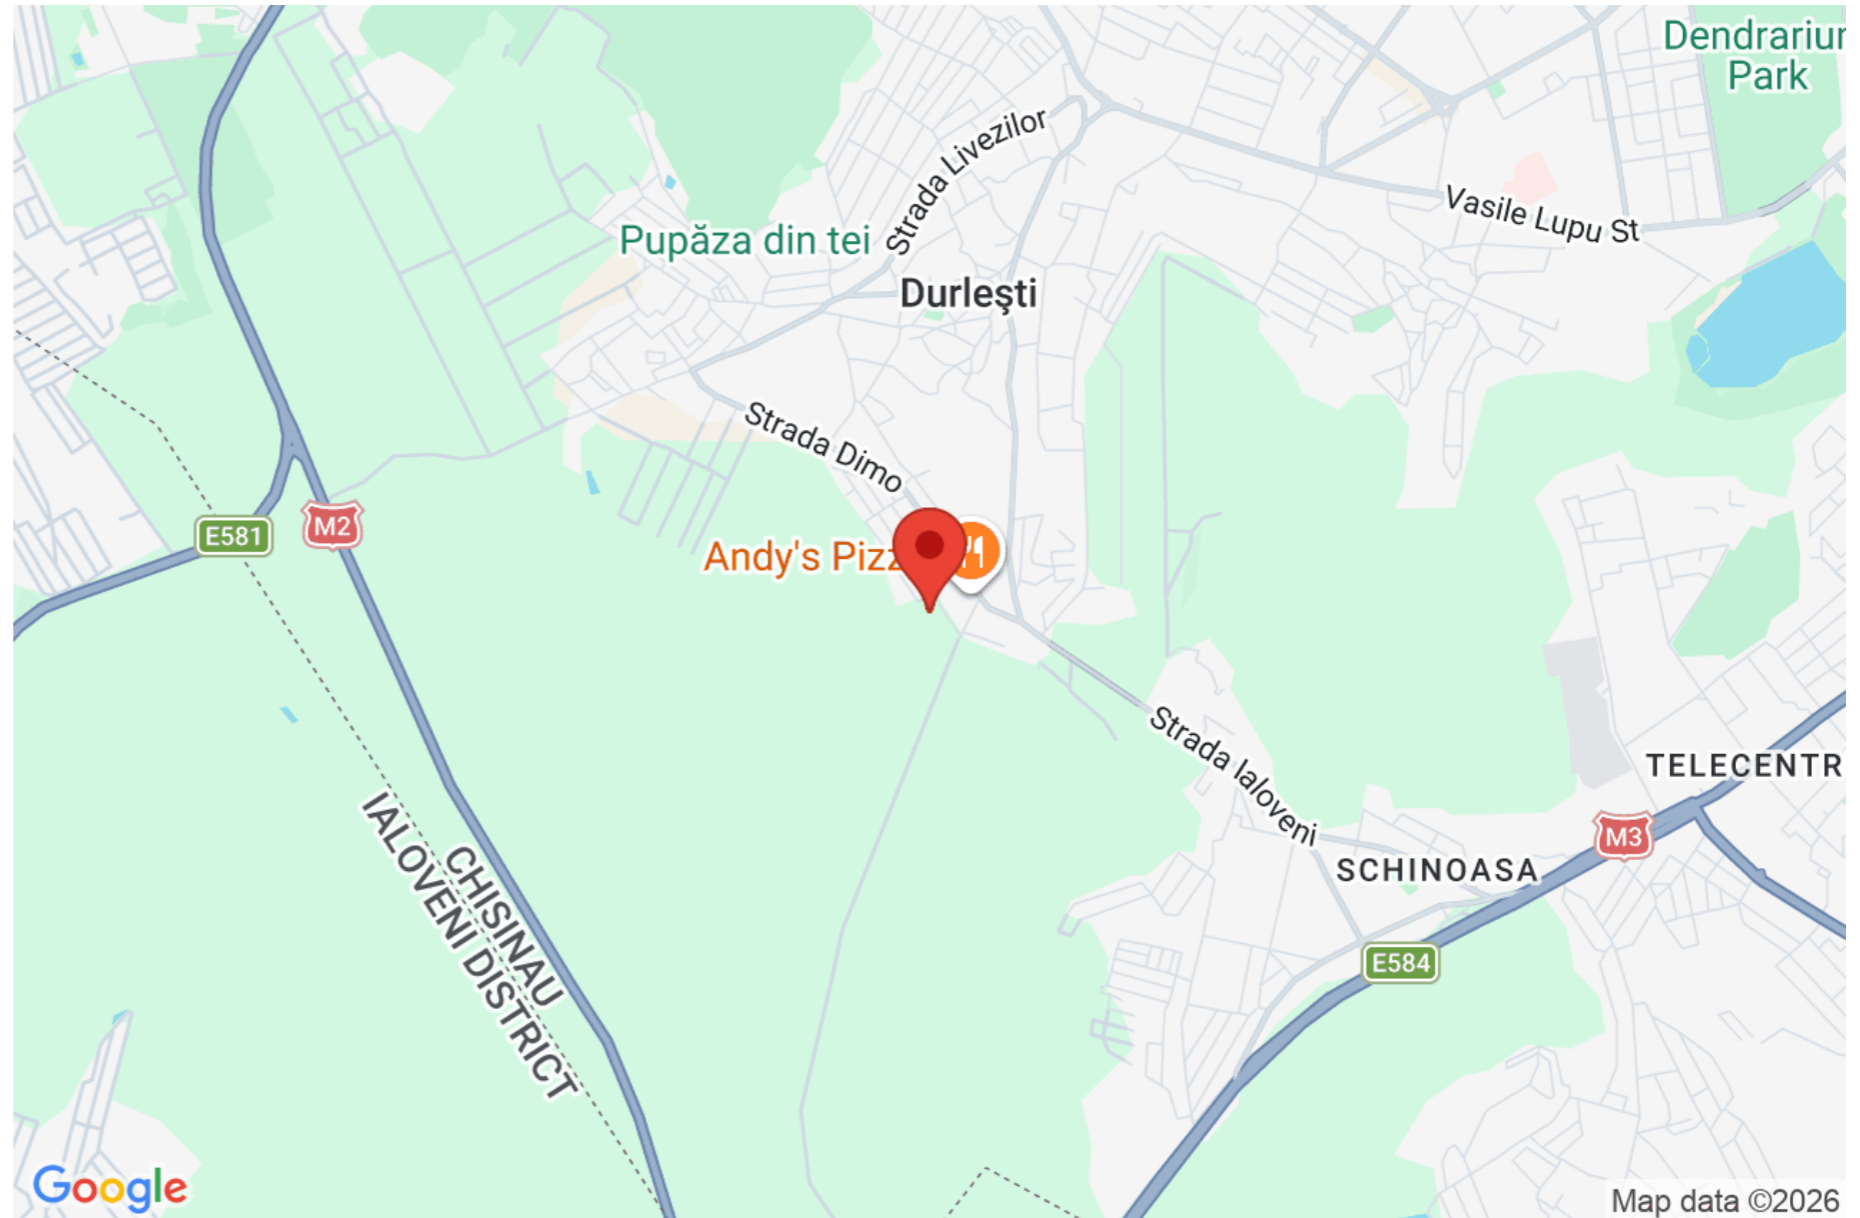 Dendrariur
Park
Strada Livezilor
Vasile Lupu St
Pupăza din tei
Durleşti
Strada Dimo
E581
M2
Andy's Pizz
Strada Ialoveni
TELECENTR
M3
SCHINOASA
CHISINAU
IALOVENI DISTRICT
E584
Google
Map data ©2026